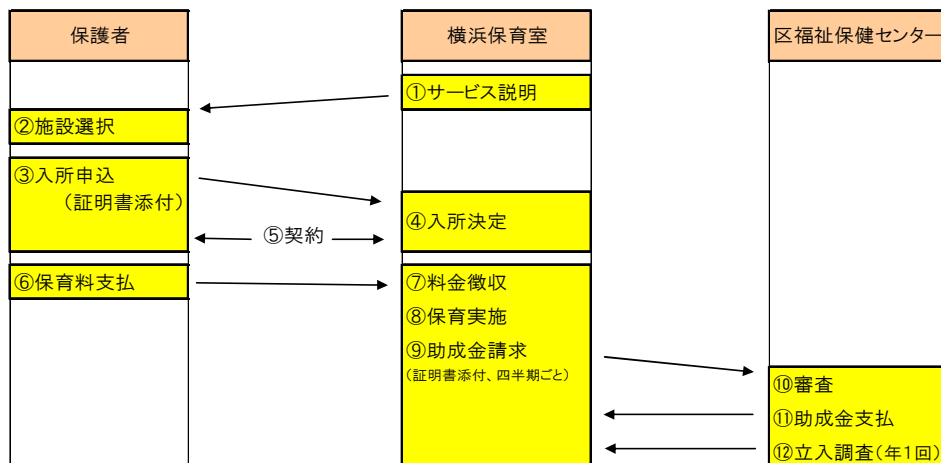 保護者
横浜保育室
区福祉保健センター
①サービス説明
②施設選択
③入所申込
（証明書添付）
④入所決定
⑤契約
⑥保育料支払
⑦料金徴収
⑧保育実施
⑨助成金請求
（証明書添付、四半期ごと）
⑩審査
⑪助成金支払
⑫立入調査（年1回）